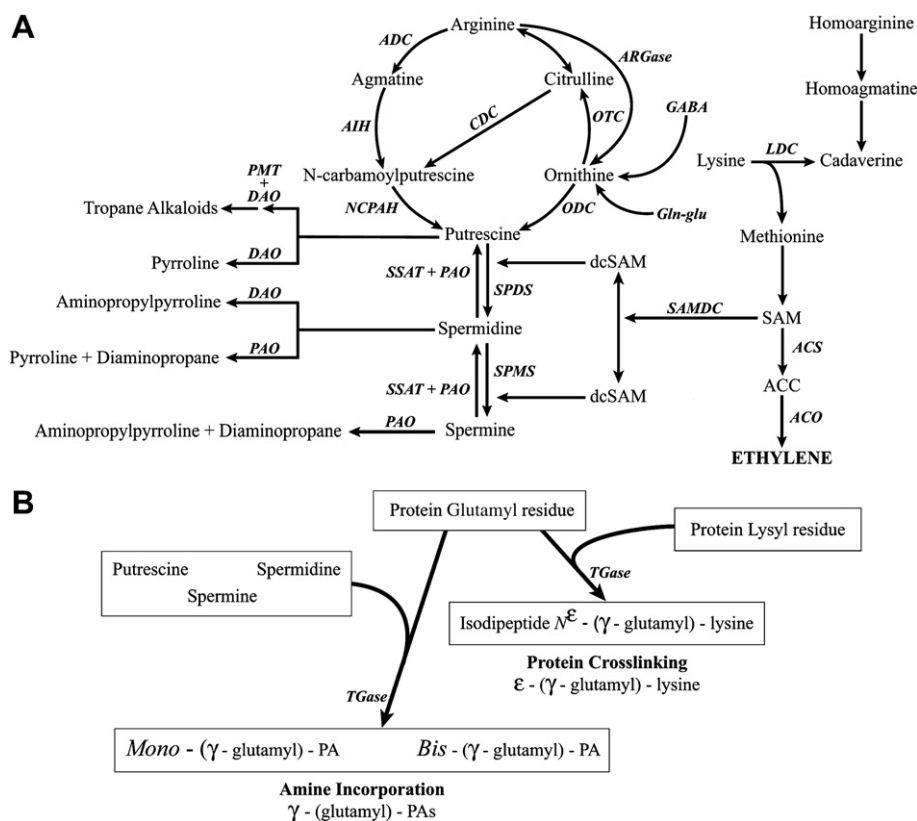 A
Arginine
Homoarginine
ADC
ARGase
Agmatine
Citrulline
Homoagmatine
AIH
CDC
OTC
GABA
LDC
Lysine
Cadaverine
PMT
+
DAO
N-carbamoylputrescine
Ornithine
Tropane Alkaloids
NCPAH
ODC
Gln-glu
Putrescine
Methionine
Pyrroline
DAO
SSAT + PAO
SPDS
dcSAM
Aminopropylpyrroline
DAO
SAMDC
Spermidine
SAM
Pyrroline + Diaminopropane
PAO
SPMS
ACS
SSAT + PAO
dcSAM
ACC
Aminopropylpyrroline + Diaminopropane
PAO
Spermine
ACO
ETHYLENE
B
Protein Glutamyl residue
Protein Lysyl residue
Putrescine Spermidine
Spermine
TGase
Isodipeptide Nε - (γ - glutamyl) - lysine
Protein Crosslinking
ε - (γ - glutamyl) - lysine
TGase
Mono - (γ - glutamyl) - PA Bis - (γ - glutamyl) - PA
Amine Incorporation
γ - (glutamyl) - PAs